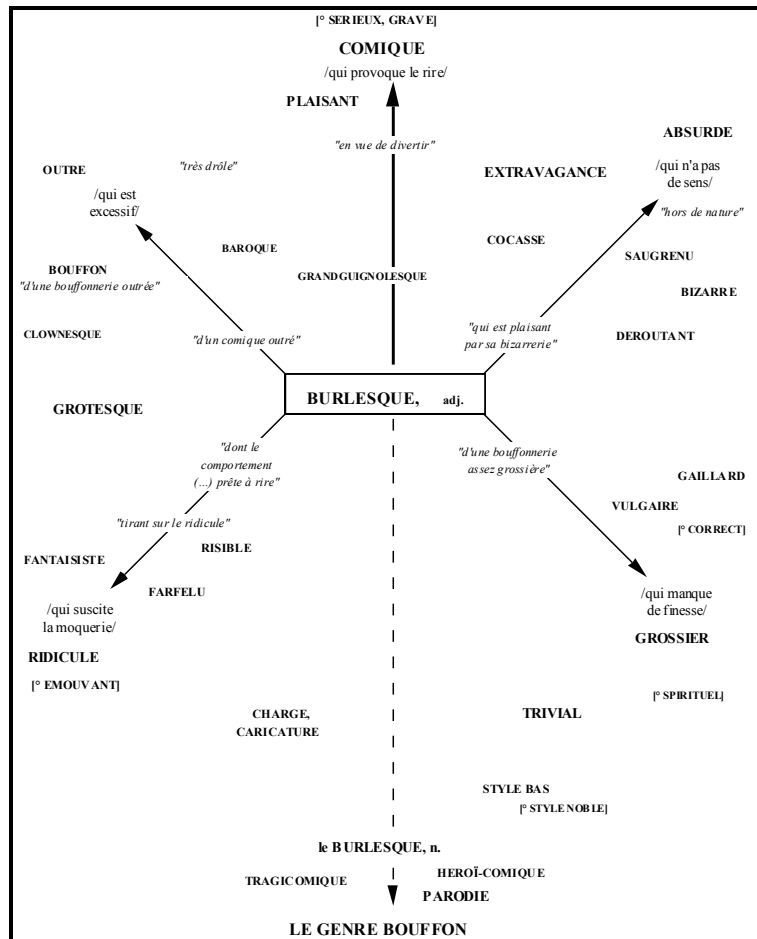 [° SERIEUX, GRAVE]
COMIQUE
/qui provoque le rire/
PLAISANT
"en vue de divertir"
ABSURDE
/qui n'a pas
de sens/
"hors de nature"
EXTRAVAGANCE
OUTRE
"très drôle"
/qui est
excessif/
COCASSE
BAROQUE
SAUGRENU
BOUFFON
"d'une bouffonnerie outrée"
GRANDGUIGNOLESQUE
BIZARRE
CLOWNESQUE
"d'un comique outré"
"qui est plaisant
par sa bizarrerie"
DEROUTANT
BURLESQUE, adj.
GROTESQUE
"dont le
comportement
(...) prête à rire"
"d'une bouffonnerie
assez grossière"
GAILLARD
VULGAIRE
[° CORRECT]
"tirant sur le ridicule"
RISIBLE
FANTAISISTE
FARFELU
/qui suscite
la moquerie/
/qui manque
de finesse/
GROSSIER
RIDICULE
[° EMOUVANT]
[° SPIRITUEL]
CHARGE,
CARICATURE
TRIVIAL
STYLE BAS
[° STYLE NOBLE]
le BURLESQUE, n.
TRAGICOMIQUE
HEROÏ-COMIQUE
PARODIE
LE GENRE BOUFFON